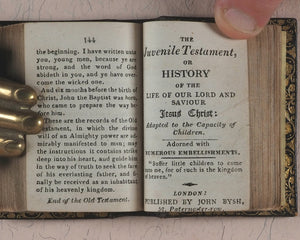 144
the beginning. I have written unto
you, young men, because ye are
strong, and the word of God
abideth in you, and ye have over-
come the wicked one.
And six months before the birth of
Christ, John the Baptist was born,
who came to prepare the way be-
fore him.
These are the records of the Old
Testament, in which the divine
will of an Almighty power are ad-
mirably manifested to man; may
the instructions it contains strike
deep into his heart, and guide him
in the way of truth to seek the fare
of his everlasting father, and fi-
nally be received as an inhabitant
of his heavenly kingdom.
End of the Old Testament.
THE
Juvenile Testament,
OR
HISTORY
OF THE
LIFE OF OUR LORD AND
SAVIOUR
Jesus Christ:
Adapted to the Capacity of
Children.
Adorned with
NUMEROUS EMBELLISHMENTS.
"Suffer little children to come
unto me, for of such is the kingdom
of heaven."
LONDON:
PUBLISHED BY JOHN BYSH,
Paternoster-row.